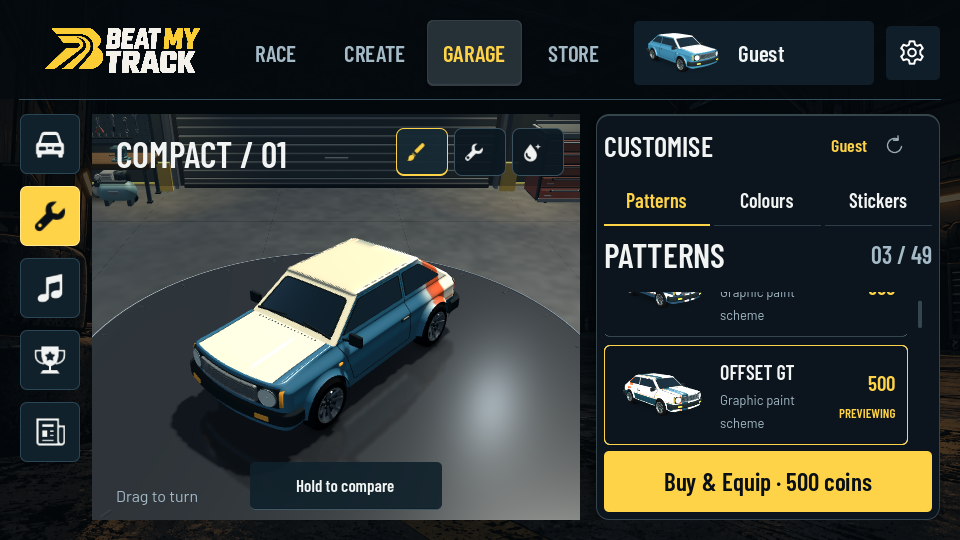 BEAT MY
TRACK
RACE
CREATE
GARAGE
STORE
Guest
COMPACT / 01
CUSTOMISE
Guest
Patterns
Colours
Stickers
PATTERNS
03 / 49
Graphic paint
scheme
OFFSET GT
Graphic paint
scheme
500
PREVIEWING
Buy & Equip · 500 coins
Drag to turn
Hold to compare